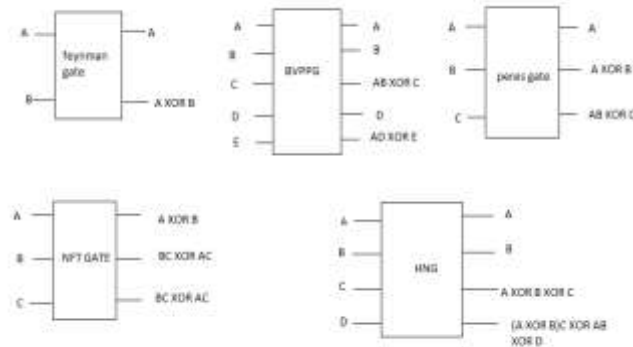 A
A
feynman
gate
B
A XOR B
A
A
B
B
BVPPG
C
AB XOR C
D
D
E
AD XOR E
A
A
B
A XOR B
peres gate
C
AB XOR C
A
A XOR B
B
NFT GATE
BC XOR AC
C
BC XOR AC
A
A
B
B
HNG
C
A XOR B XOR C
D
(A XOR B)C XOR AB
XOR D